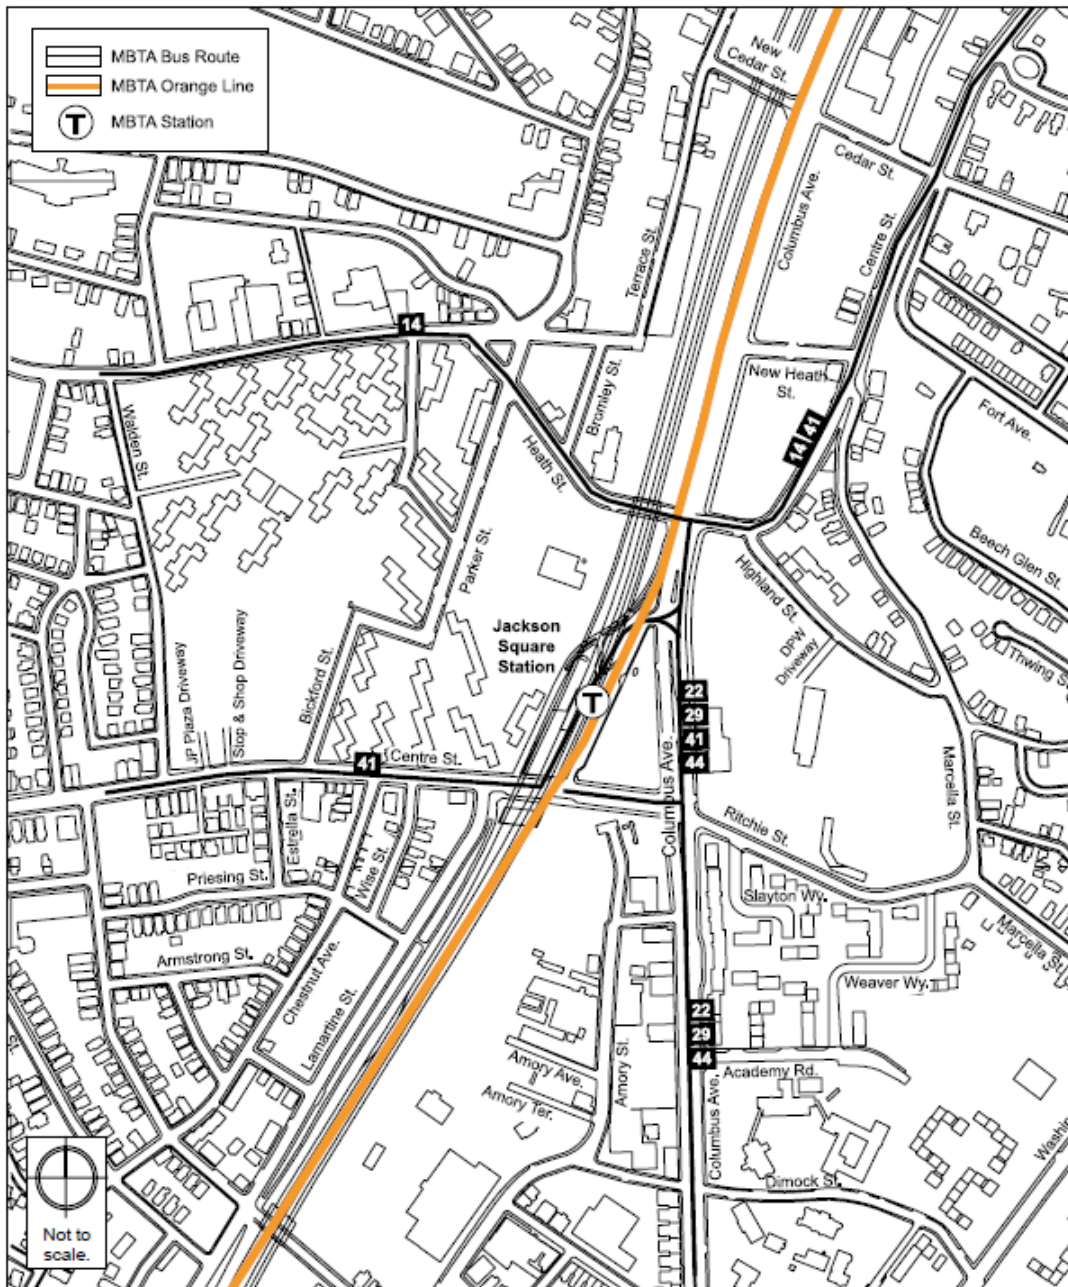 MBTA Bus Route
MBTA Orange Line
T
MBTA Station
New
Cedar St.
Cedar St.
Columbus Ave.
Centre St.
Terrace St.
14
Bromley St.
New Heath
St.
Walden St.
Heath St.
14/41
Fort Ave.
Parker St.
Beech Glen St.
Highland St.
Jackson
Square
Station
DPW
Driveway
Thwing S
JP Plaza Driveway
Stop & Shop Driveway
Bickford St.
T
22
29
41
44
41
Centre St.
Columbus Ave.
Marcella St.
Ritchie St.
Estrella St.
Wise St.
Priesing St.
Slayton Wy.
Marcella St.
Armstrong St.
Chestnut Ave.
Lamartine St.
Weaver Wy.
22
29
44
Amory Ave.
Amory Ter.
Amory St.
Academy Rd.
Columbus Ave.
Dimock St.
Washin
St.
Not to
scale.